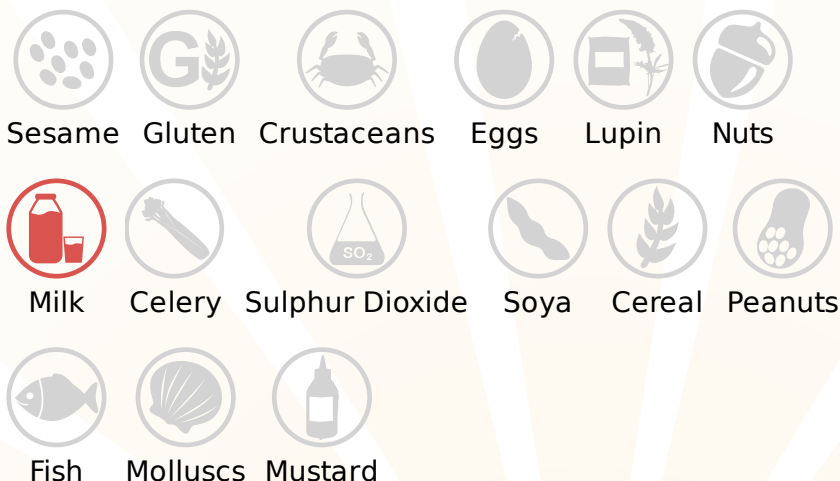 G
Sesame Gluten Crustaceans Eggs Lupin Nuts
SO₂
Milk Celery Sulphur Dioxide Soya Cereal Peanuts
Fish Molluscs Mustard